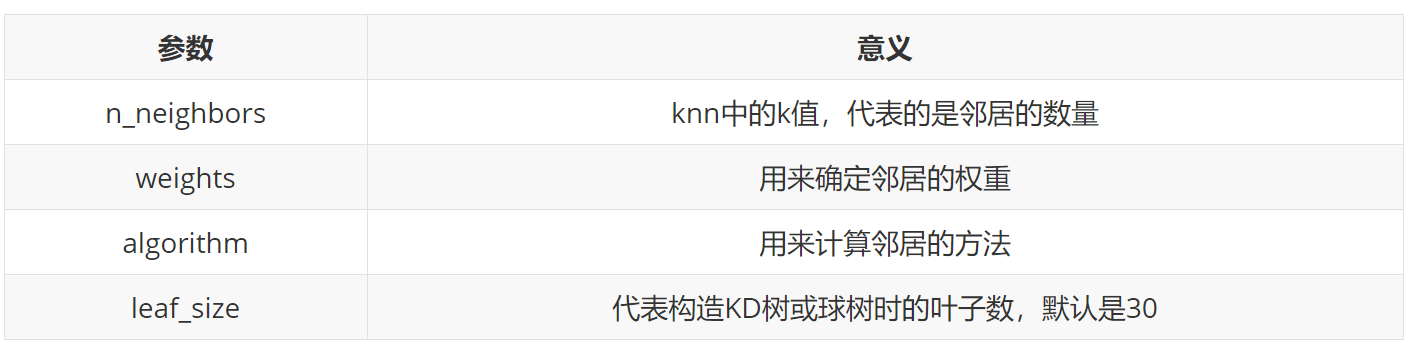 参数 意义
n_neighbors knn中的k值，代表的是邻居的数量
weights 用来确定邻居的权重
algorithm 用来计算邻居的方法
leaf_size 代表构造KD树或球树时的叶子数，默认是30